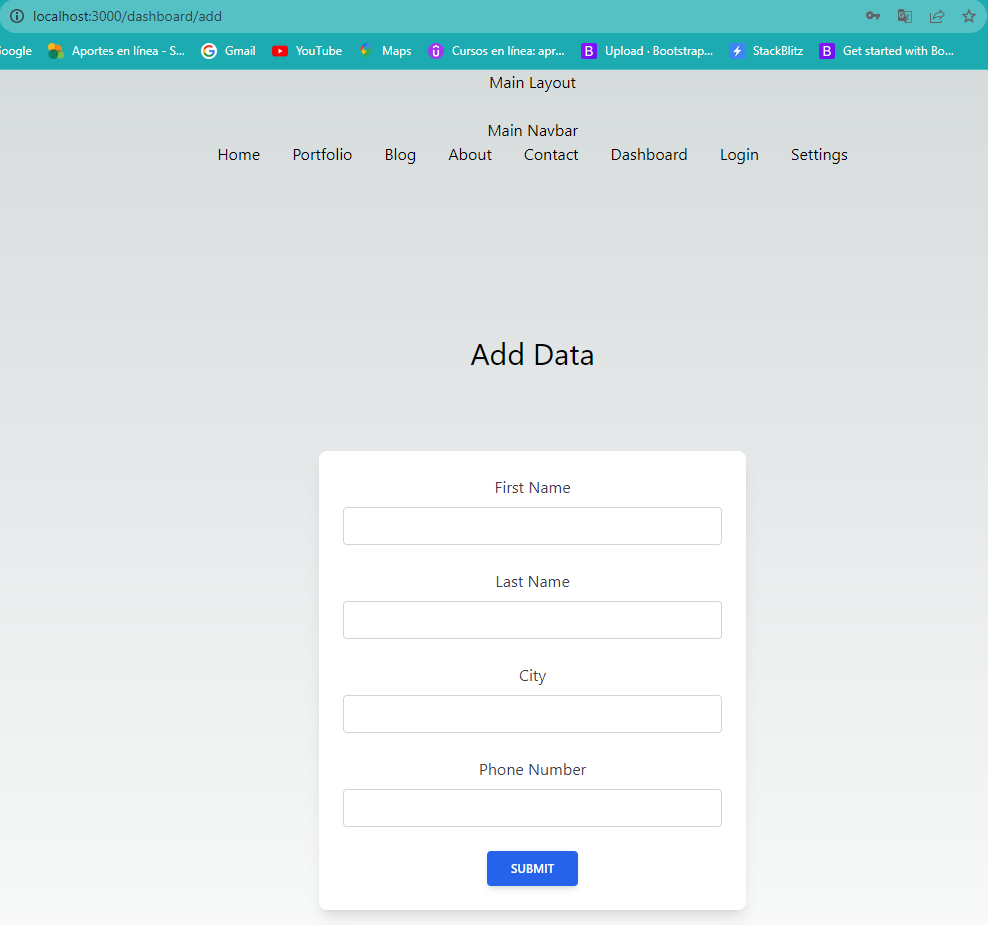 localhost:3000/dashboard/add
oogle Aportes en línea - S... Gmail YouTube Maps Cursos en línea: apr... Upload · Bootstrap... StackBlitz Get started with Bo...
Main Layout
Main Navbar
Home Portfolio Blog About Contact Dashboard Login Settings
Add Data
First Name
Last Name
City
Phone Number
SUBMIT